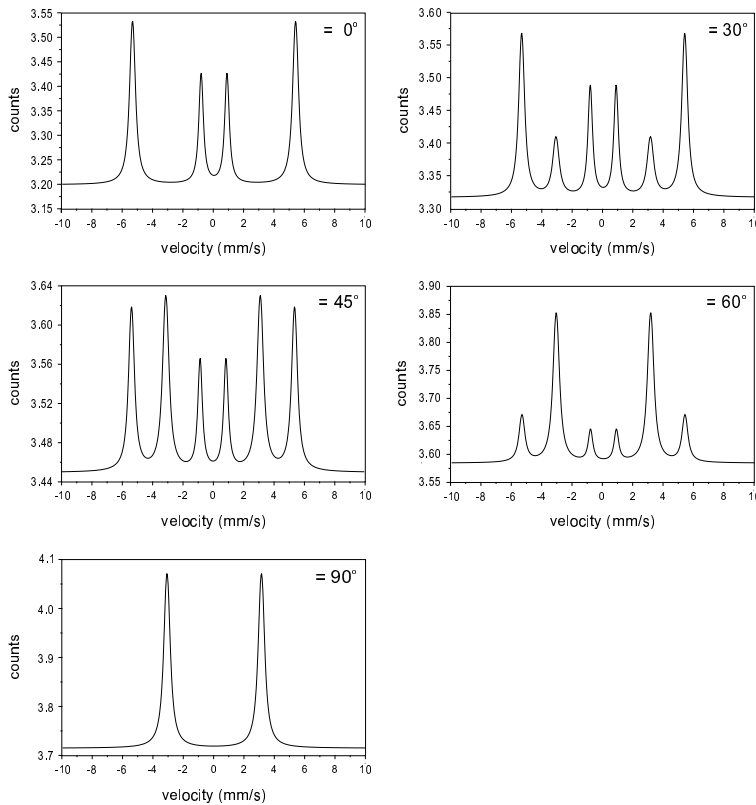 = 0°
counts
3.55
3.50
3.45
3.40
3.35
3.30
3.25
3.20
3.15
-10 -8 -6 -4 -2 0 2 4 6 8 10
velocity (mm/s)
= 30°
counts
3.60
3.55
3.50
3.45
3.40
3.35
3.30
-10 -8 -6 -4 -2 0 2 4 6 8 10
velocity (mm/s)
= 45°
counts
3.64
3.60
3.56
3.52
3.48
3.44
-10 -8 -6 -4 -2 0 2 4 6 8 10
velocity (mm/s)
= 60°
counts
3.90
3.85
3.80
3.75
3.70
3.65
3.60
3.55
-10 -8 -6 -4 -2 0 2 4 6 8 10
velocity (mm/s)
= 90°
counts
4.1
4.0
3.9
3.8
3.7
-10 -8 -6 -4 -2 0 2 4 6 8 10
velocity (mm/s)